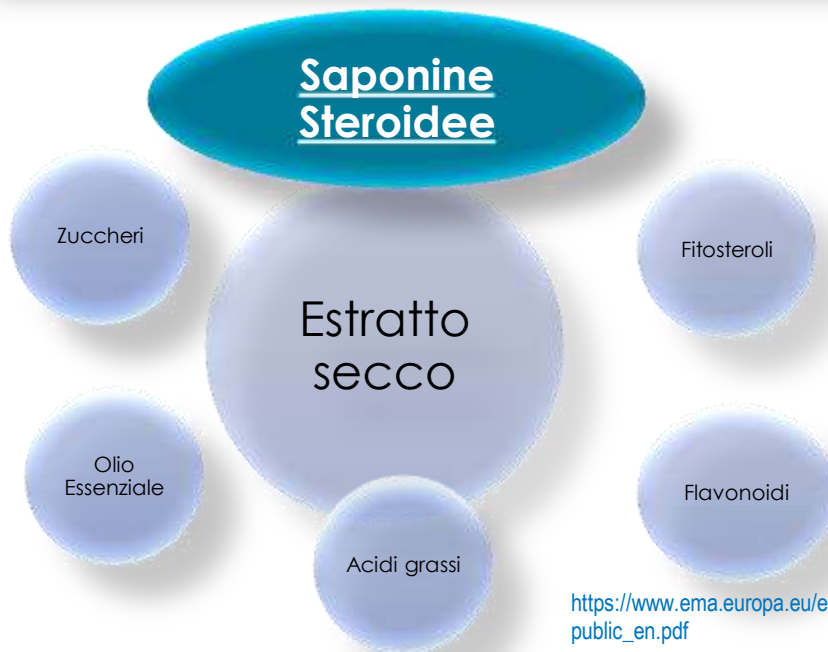 Saponine
Steroidee
Zuccheri
Fitosteroli
Estratto
secco
Olio
Essenziale
Flavonoidi
Acidi grassi
https://www.ema.europa.eu/e
public_en.pdf